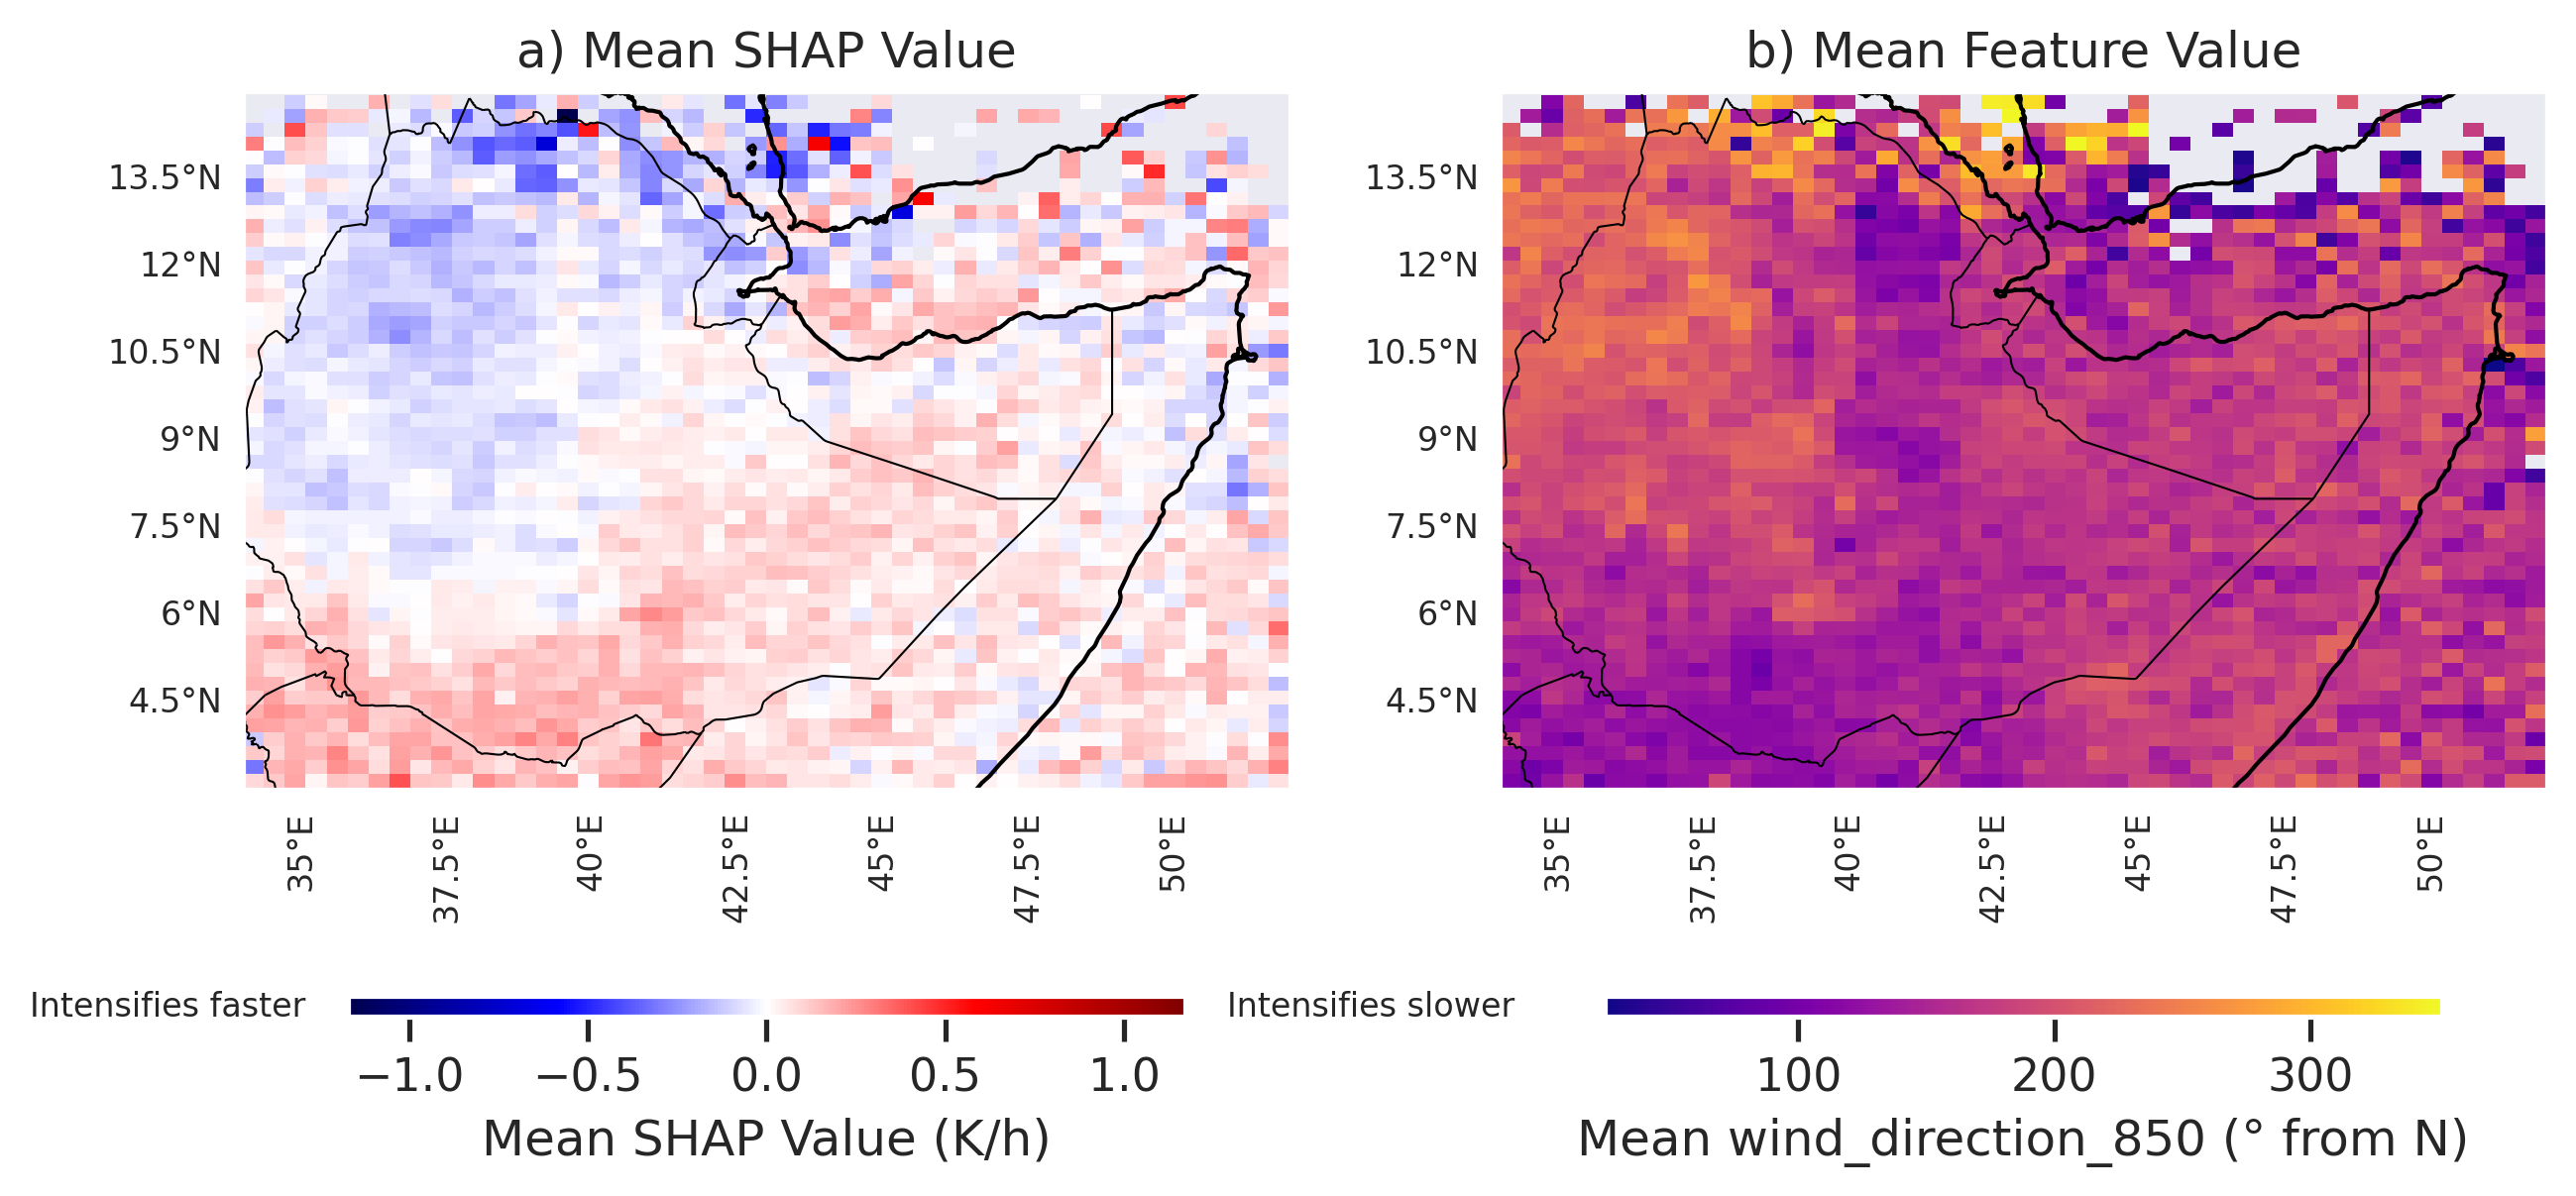 a) Mean SHAP Value
b) Mean Feature Value
13.5°N
12°N
10.5°N
9°N
7.5°N
6°N
4.5°N
35°E
37.5°E
40°E
42.5°E
45°E
47.5°E
50°E
13.5°N
12°N
10.5°N
9°N
7.5°N
6°N
4.5°N
35°E
37.5°E
40°E
42.5°E
45°E
47.5°E
50°E
Intensifies faster
Intensifies slower
−1.0 −0.5 0.0 0.5 1.0
Mean SHAP Value (K/h)
100 200 300
Mean wind_direction_850 (° from N)